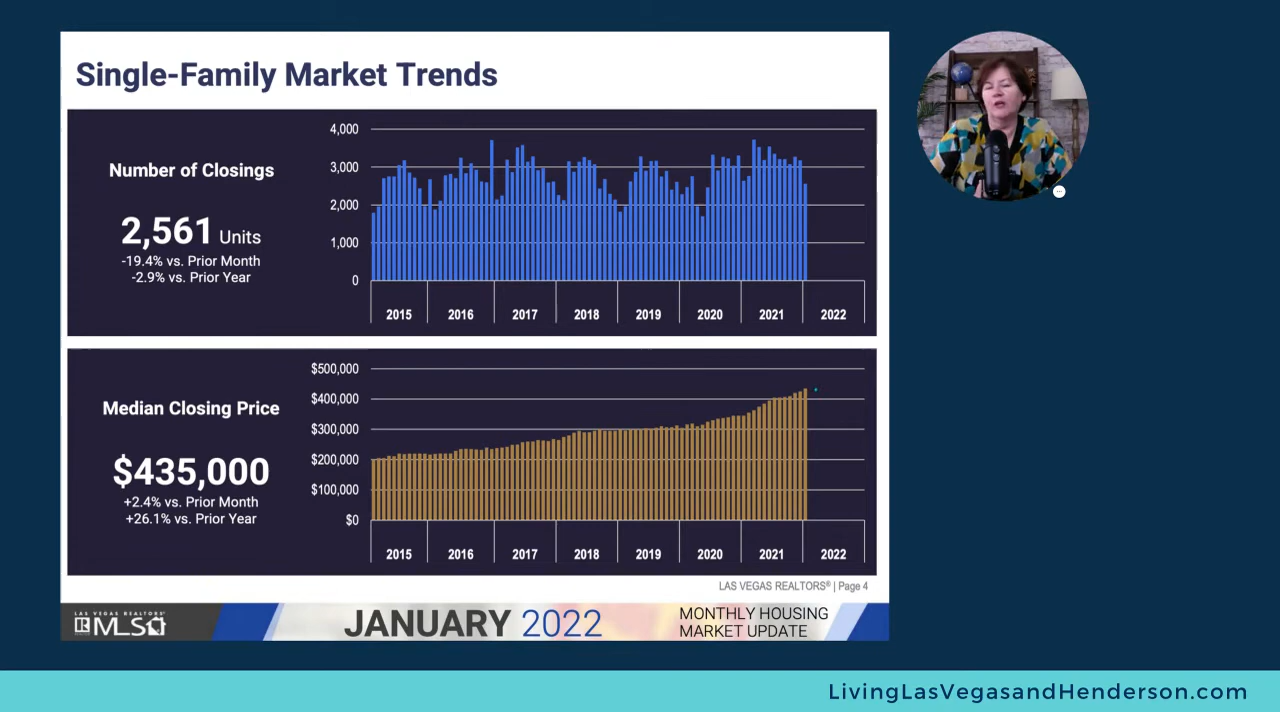 Single-Family Market Trends
Number of Closings
2,561 Units
-19.4% vs. Prior Month
-2.9% vs. Prior Year
4,000
3,000
2,000
1,000
0
2015 2016 2017 2018 2019 2020 2021 2022
Median Closing Price
$435,000
+2.4% vs. Prior Month
+26.1% vs. Prior Year
$500,000
$400,000
$300,000
$200,000
$100,000
$0
2015 2016 2017 2018 2019 2020 2021 2022
LAS VEGAS REALTORS® | Page 4
LAS VEGAS REALTORS®
MLS
JANUARY 2022
MONTHLY HOUSING
MARKET UPDATE
LivingLasVegasandHenderson.com